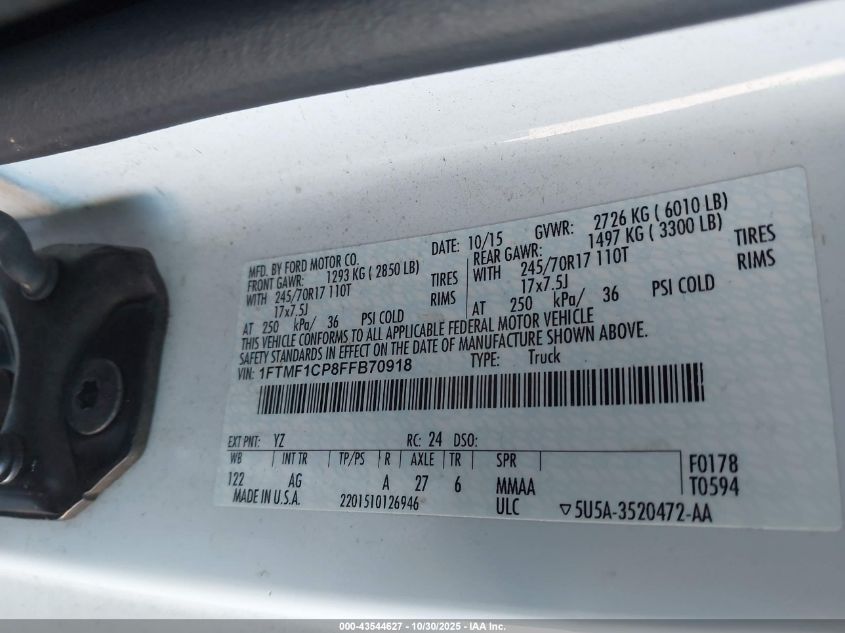 MFD. BY FORD MOTOR CO.
DATE: 10/15 GVWR: 2726 KG ( 6010 LB)
FRONT GAWR: 1293 KG ( 2850 LB)
REAR GAWR: 1497 KG ( 3300 LB)
WITH 245/70R17 110T TIRES
WITH 245/70R17 110T TIRES
17x7.5J RIMS
17x7.5J RIMS
AT 250 kPa/ 36 PSI COLD
AT 250 kPa/ 36 PSI COLD
THIS VEHICLE CONFORMS TO ALL APPLICABLE FEDERAL MOTOR VEHICLE
SAFETY STANDARDS IN EFFECT ON THE DATE OF MANUFACTURE SHOWN ABOVE.
VIN: 1FTMF1CP8FFB70918 TYPE: Truck
EXT PNT: YZ RC: 24 DSO:
WB INT TR TP/PS R AXLE TR SPR F0178
122 AG A 27 6 MMAA T0594
MADE IN U.S.A. 2201510126946 ULC ▽5U5A-3520472-AA
000-43544627 - 10/30/2025 - IAA Inc.